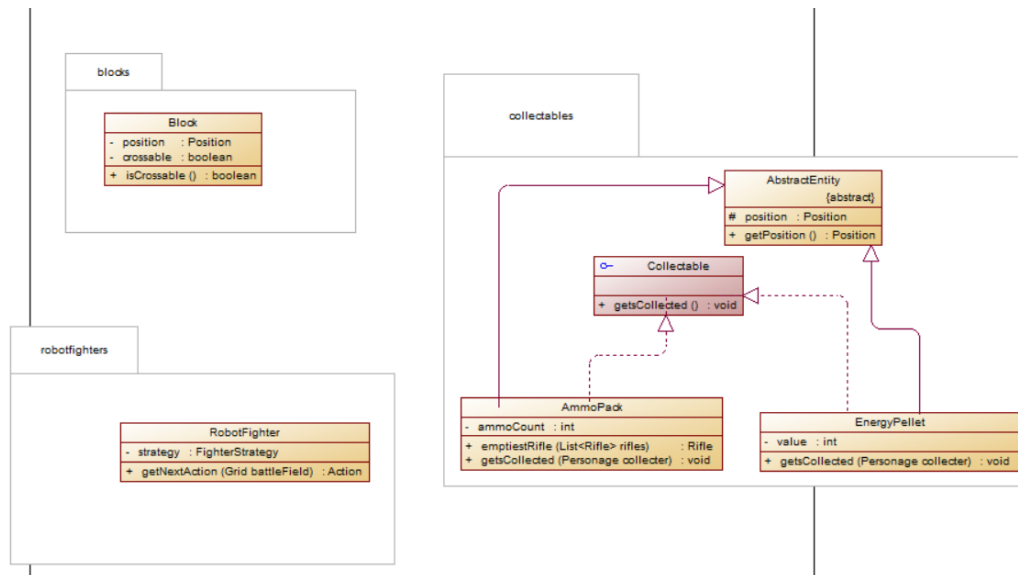 blocks
Block
- position : Position
- crossable : boolean
+ isCrossable () : boolean
collectables
AbstractEntity
{abstract}
# position : Position
+ getPosition () : Position
Collectable
+ getsCollected () : void
robotfighters
RobotFighter
- strategy : FighterStrategy
+ getNextAction (Grid battleField) : Action
AmmoPack
- ammoCount : int
+ emptiestRifle (List<Rifle> rifles) : Rifle
+ getsCollected (Personage collecter) : void
EnergyPellet
- value : int
+ getsCollected (Personage collecter) : void